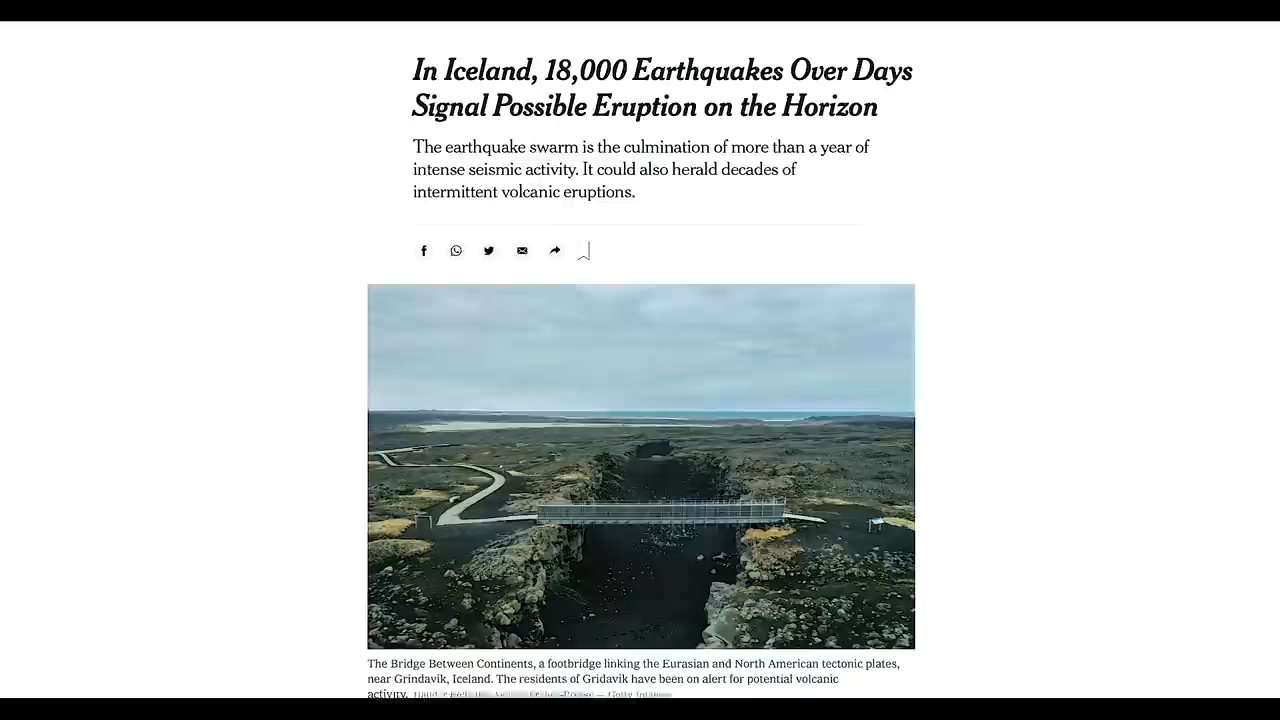 In Iceland, 18,000 Earthquakes Over Days
Signal Possible Eruption on the Horizon
The earthquake swarm is the culmination of more than a year of
intense seismic activity. It could also herald decades of
intermittent volcanic eruptions.
The Bridge Between Continents, a footbridge linking the Eurasian and North American tectonic plates,
near Grindavik, Iceland. The residents of Gridavik have been on alert for potential volcanic
activity.